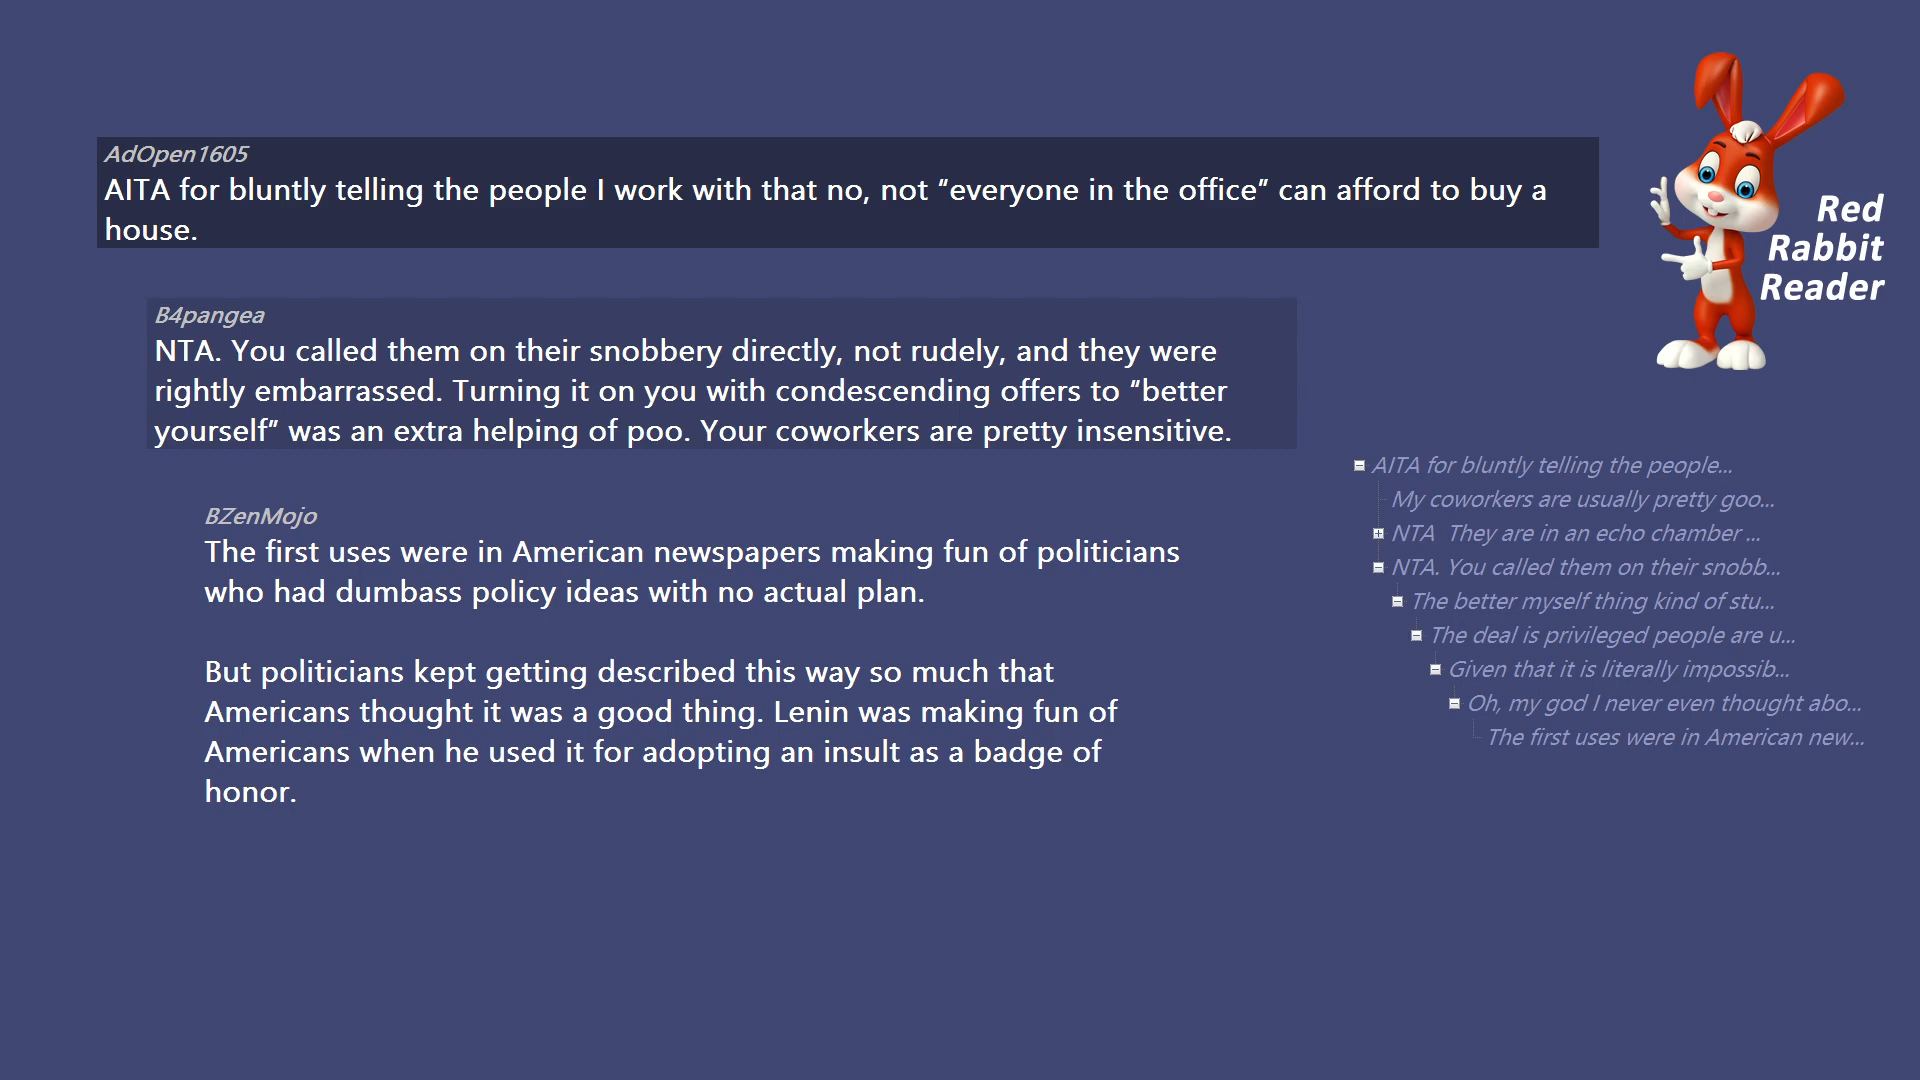 AdOpen1605
AITA for bluntly telling the people I work with that no, not “everyone in the office” can afford to buy a
house.
B4pangea
NTA. You called them on their snobbery directly, not rudely, and they were
rightly embarrassed. Turning it on you with condescending offers to “better
yourself” was an extra helping of poo. Your coworkers are pretty insensitive.
BZenMojo
The first uses were in American newspapers making fun of politicians
who had dumbass policy ideas with no actual plan.
But politicians kept getting described this way so much that
Americans thought it was a good thing. Lenin was making fun of
Americans when he used it for adopting an insult as a badge of
honor.
Red
Rabbit
Reader
AITA for bluntly telling the people...
My coworkers are usually pretty goo...
NTA They are in an echo chamber ...
NTA. You called them on their snobb...
The better myself thing kind of stu...
The deal is privileged people are u...
Given that it is literally impossib...
Oh, my god I never even thought abo...
The first uses were in American new...